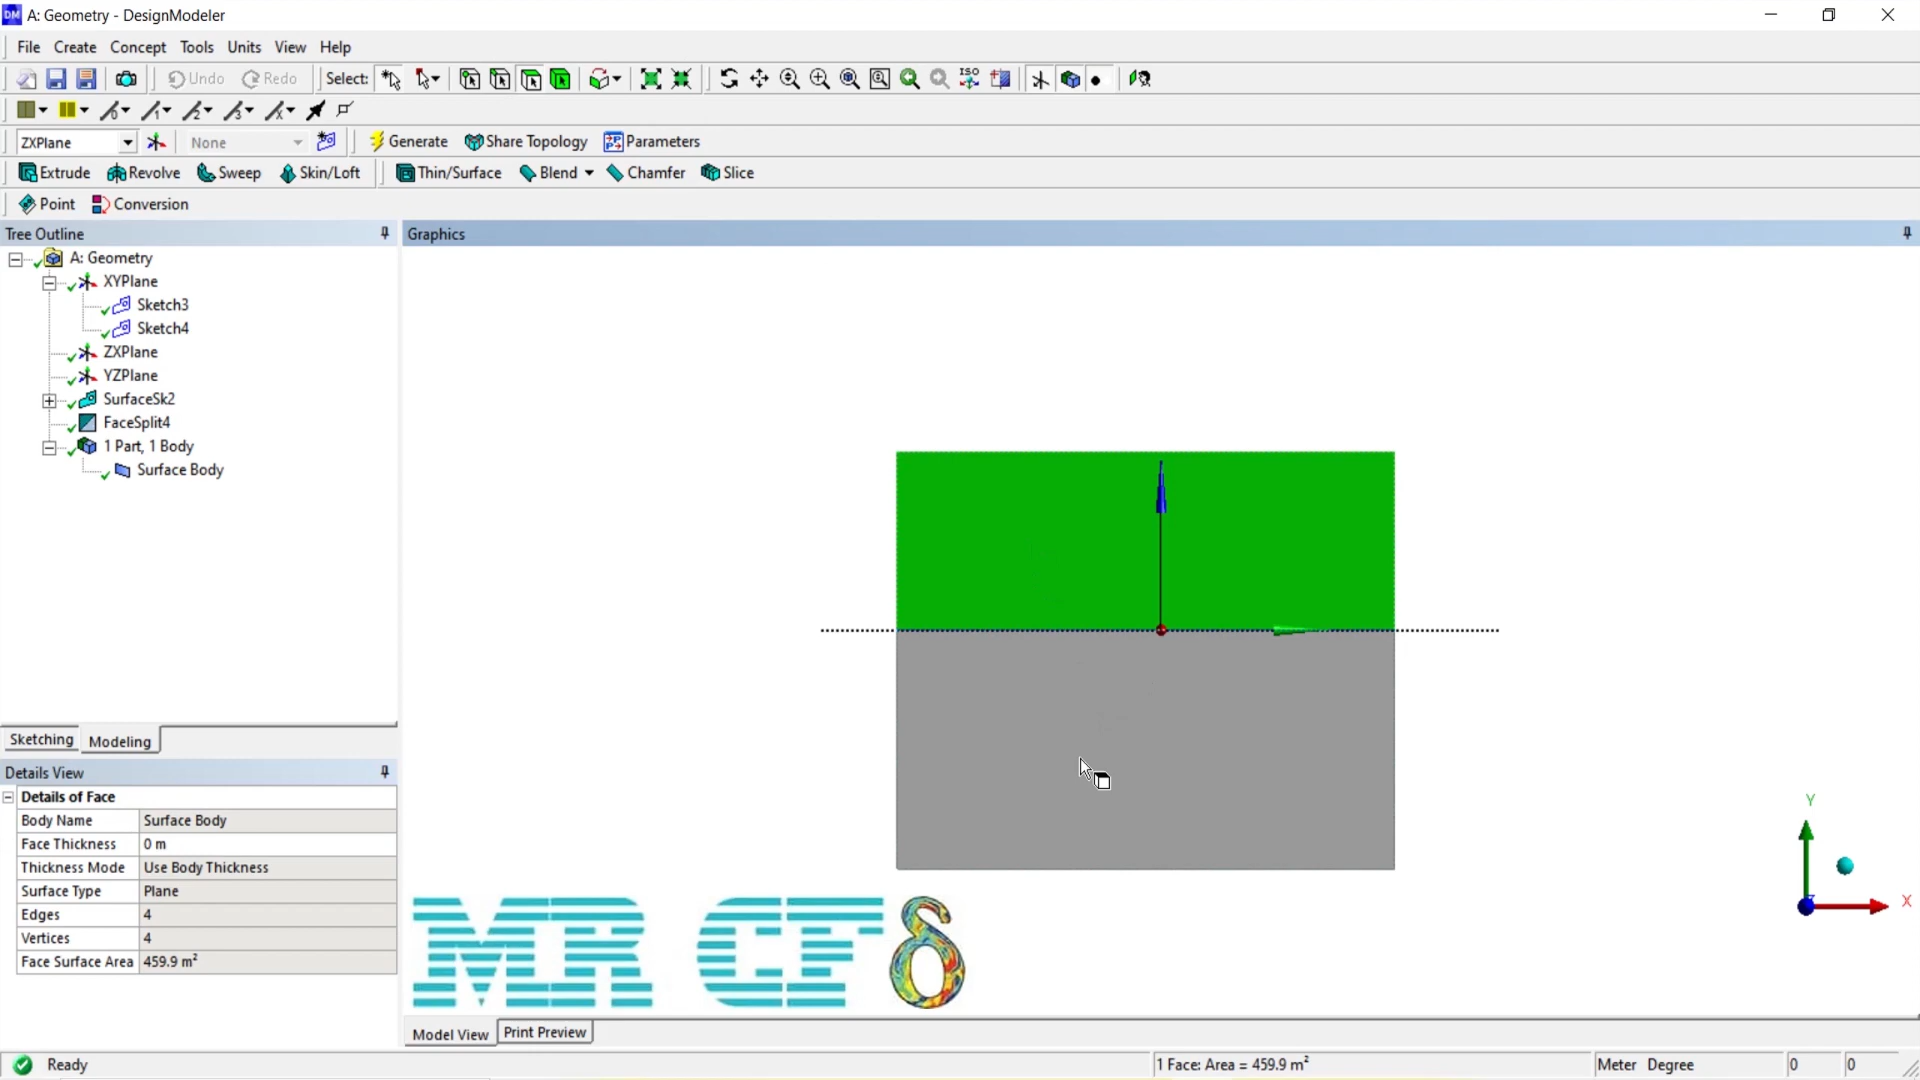 DM A: Geometry - DesignModeler
File Create Concept Tools Units View Help
Undo Redo Select: ISO
ZXPlane None Generate Share Topology Parameters
Extrude Revolve Sweep Skin/Loft Thin/Surface Blend Chamfer Slice
Point Conversion
Tree Outline
Graphics
A: Geometry
XYPlane
Sketch3
Sketch4
ZXPlane
YZPlane
SurfaceSk2
FaceSplit4
1 Part, 1 Body
Surface Body
Sketching Modeling
Details View
Details of Face
Body Name Surface Body
Face Thickness 0 m
Thickness Mode Use Body Thickness
Surface Type Plane
Edges 4
Vertices 4
Face Surface Area 459.9 m²
Y
X
MR CFδ
Model View Print Preview
Ready 1 Face: Area = 459.9 m² Meter Degree 0 0